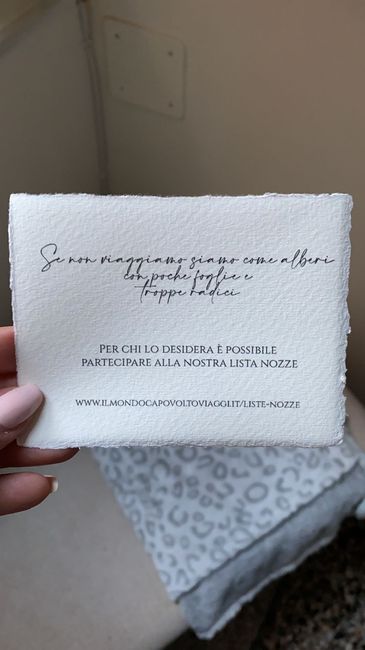 Se non viaggiamo siamo come alberi
con poche foglie e
troppe radici
Per chi lo desidera è possibile
partecipare alla nostra lista nozze
www.ilmondocapovoltoviaggi.it/liste-nozze